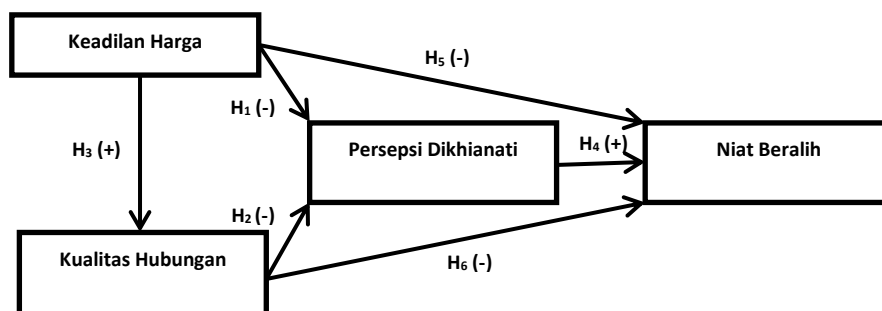 Keadilan Harga
H₅ (-)
H₁ (-)
H₃ (+)
Persepsi Dikhianati
H₄ (+)
Niat Beralih
H₂ (-)
Kualitas Hubungan
H₆ (-)